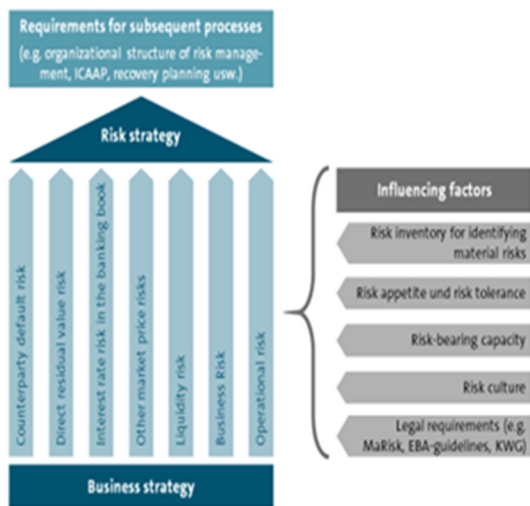 Requirements for subsequent processes
(e.g. organizational structure of risk manage-
ment, ICAAP, recovery planning usw.)
Risk strategy
Counterparty default risk
Direct residual value risk
Interest rate risk in the banking book
Other market price risks
Liquidity risk
Business Risk
Operational risk
Business strategy
Influencing factors
Risk inventory for identifying
material risks
Risk appetite und risk tolerance
Risk-bearing capacity
Risk culture
Legal requirements (e.g.
MaRisk, EBA-guidelines, KWG)